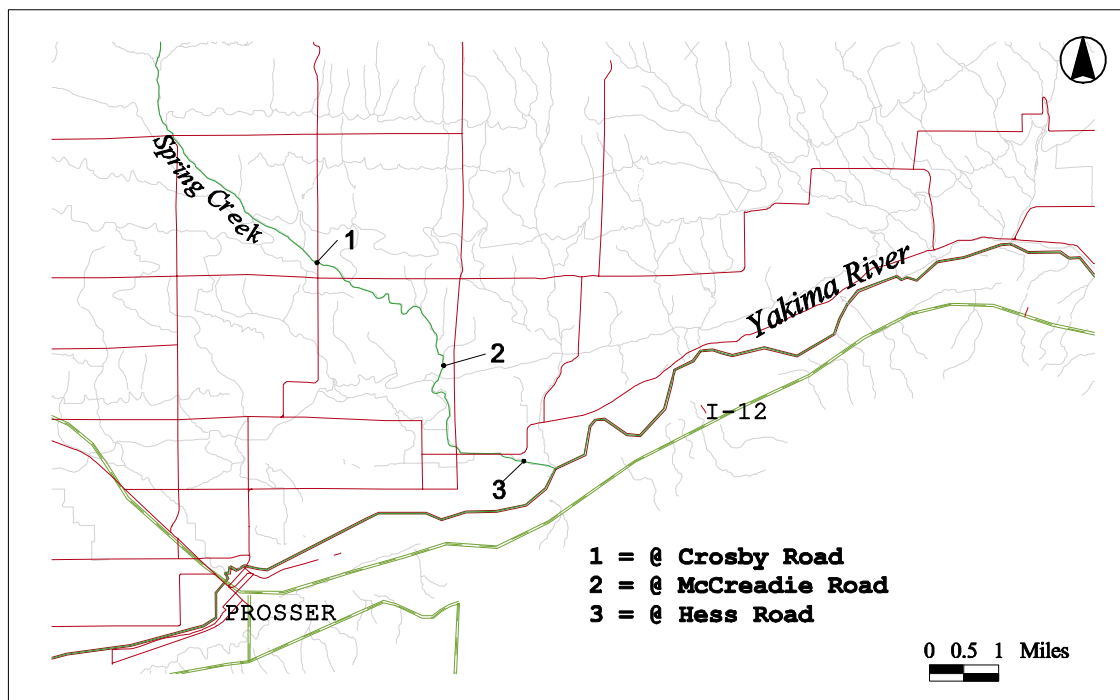 Spring Creek
1
Yakima River
2
I-12
3
1 = @ Crosby Road
2 = @ McCreadie Road
3 = @ Hess Road
PROSSER
0 0.5 1 Miles